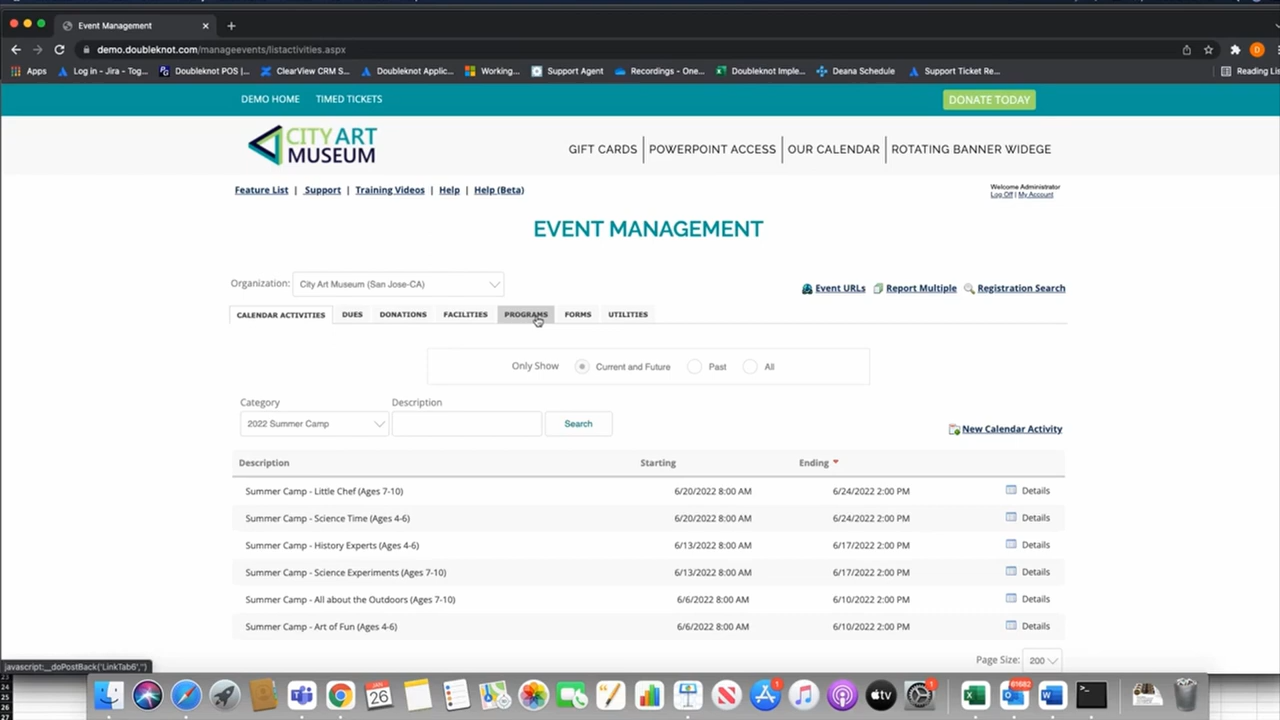 Event Management
demo.doubleknot.com/manageevents/listactivities.aspx
Apps Log in - Jira - Tog... Doubleknot POS |... ClearView CRM S... Doubleknot Applic... Working... Support Agent Recordings - One... Doubleknot Imple... Deana Schedule Support Ticket Re... Reading Lis
DEMO HOME TIMED TICKETS DONATE TODAY
CITY ART
MUSEUM
GIFT CARDS POWERPOINT ACCESS OUR CALENDAR ROTATING BANNER WIDEGE
Feature List | Support | Training Videos | Help | Help (Beta)
Welcome Administrator
Log Off | My Account
EVENT MANAGEMENT
Organization: City Art Museum (San Jose-CA)
Event URLs Report Multiple Registration Search
CALENDAR ACTIVITIES DUES DONATIONS FACILITIES PROGRAMS FORMS UTILITIES
Only Show Current and Future Past All
Category Description
2022 Summer Camp Search
New Calendar Activity
Description Starting Ending
Summer Camp - Little Chef (Ages 7-10) 6/20/2022 8:00 AM 6/24/2022 2:00 PM Details
Summer Camp - Science Time (Ages 4-6) 6/20/2022 8:00 AM 6/24/2022 2:00 PM Details
Summer Camp - History Experts (Ages 4-6) 6/13/2022 8:00 AM 6/17/2022 2:00 PM Details
Summer Camp - Science Experiments (Ages 7-10) 6/13/2022 8:00 AM 6/17/2022 2:00 PM Details
Summer Camp - All about the Outdoors (Ages 7-10) 6/6/2022 8:00 AM 6/10/2022 2:00 PM Details
Summer Camp - Art of Fun (Ages 4-6) 6/6/2022 8:00 AM 6/10/2022 2:00 PM Details
Page Size: 200
javascript:__doPostBack('LinkTab6','')
23
24
25
26
27
JAN
26
1
tv
1
61682